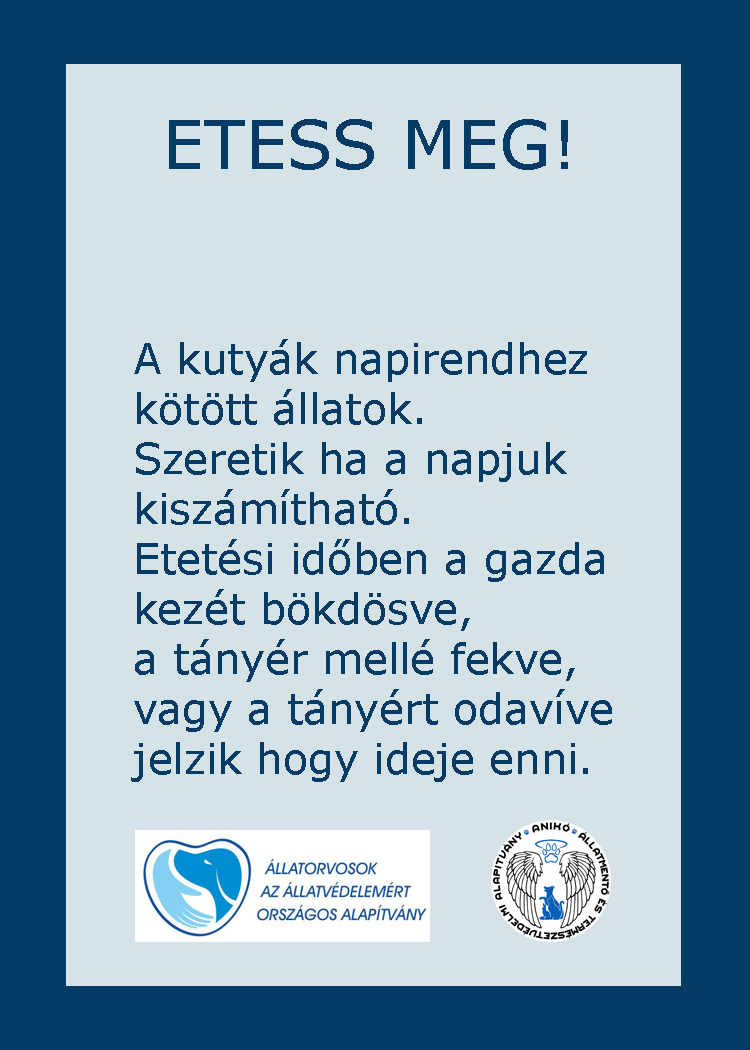 ETESS MEG!
A kutyák napirendhez
kötött állatok.
Szeretik ha a napjuk
kiszámítható.
Etetési időben a gazda
kezét bökdösve,
a tányér mellé fekve,
vagy a tányért odavíve
jelzik hogy ideje enni.
ÁLLATORVOSOK
AZ ÁLLATVÉDELEMÉRT
ORSZÁGOS ALAPÍTVÁNY
ANIKÓ ÁLLATMENTŐ ÉS TERMÉSZETVÉDELMI ALAPÍTVÁNY